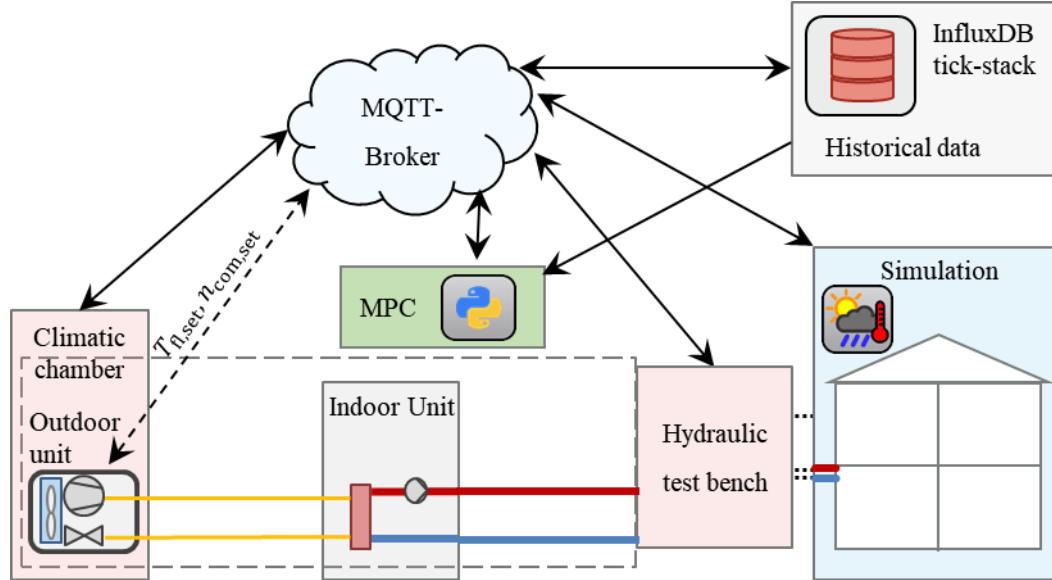 InfluxDB
tick-stack
Historical data
MQTT-
Broker
T_fl,set, n_com,set
MPC
Simulation
Climatic
chamber
Outdoor
unit
Indoor Unit
Hydraulic
test bench